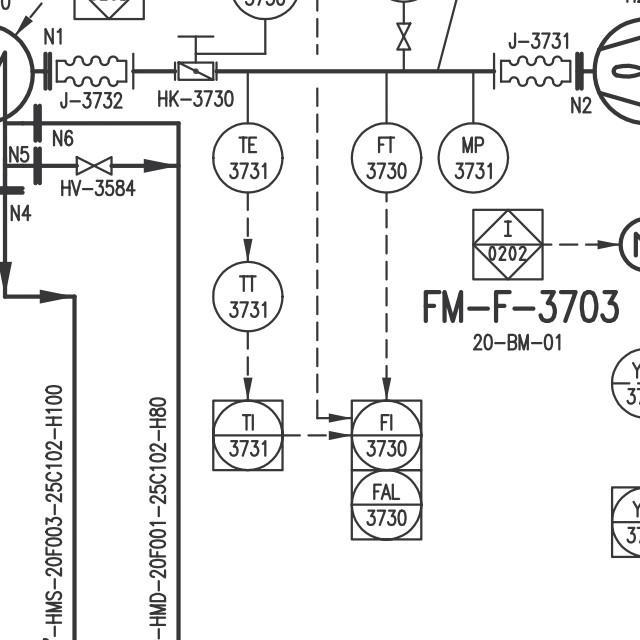 N1
J-3732
HK-3730
J-3731
N2
N6
N5
HV-3584
N4
TE
3731
FT
3730
MP
3731
I
0202
FM-F-3703
20-BM-01
TT
3731
TI
3731
FI
3730
FAL
3730
-HMS-20F003-25C102-H100
-HMD-20F001-25C102-H80